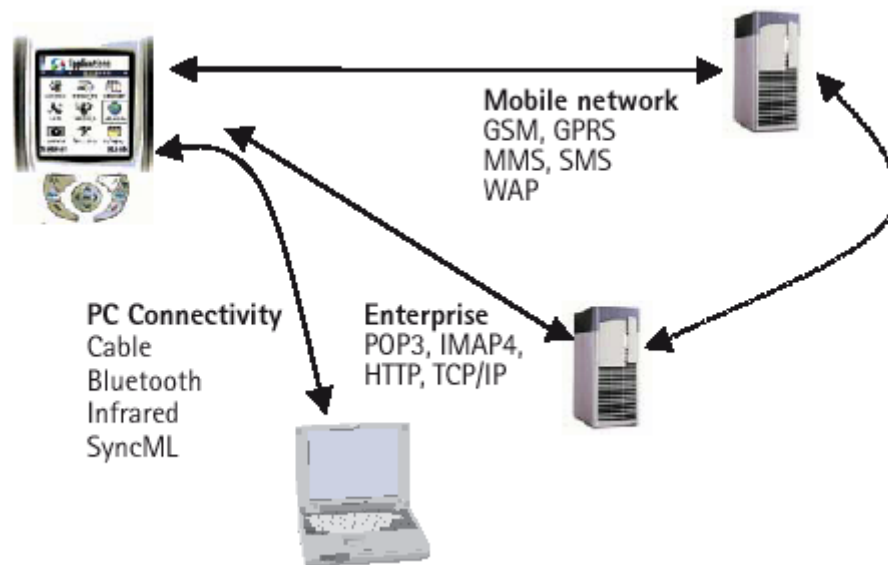 Applications
Mobile network
GSM, GPRS
MMS, SMS
WAP
PC Connectivity
Cable
Bluetooth
Infrared
SyncML
Enterprise
POP3, IMAP4,
HTTP, TCP/IP